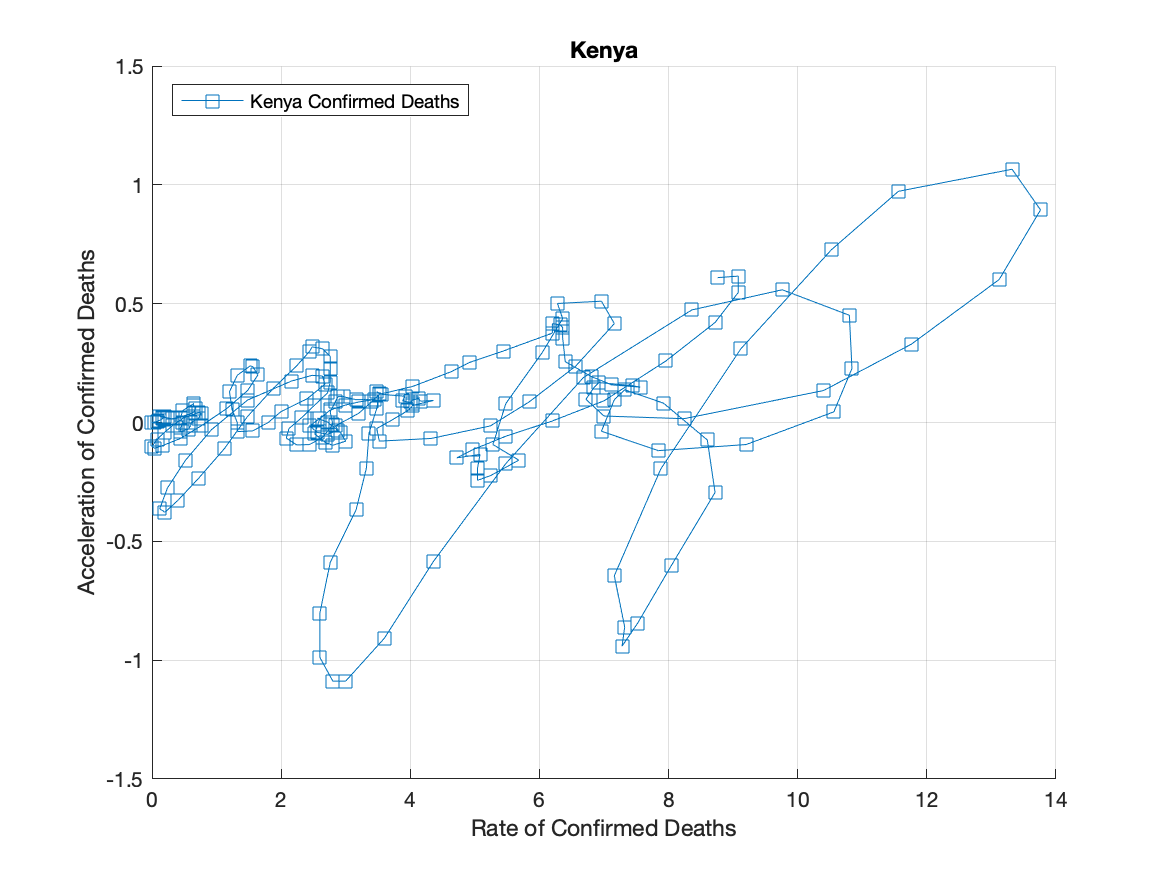 Kenya
1.5
Kenya Confirmed Deaths
1
0.5
0
-0.5
-1
-1.5
Acceleration of Confirmed Deaths
0 2 4 6 8 10 12 14
Rate of Confirmed Deaths